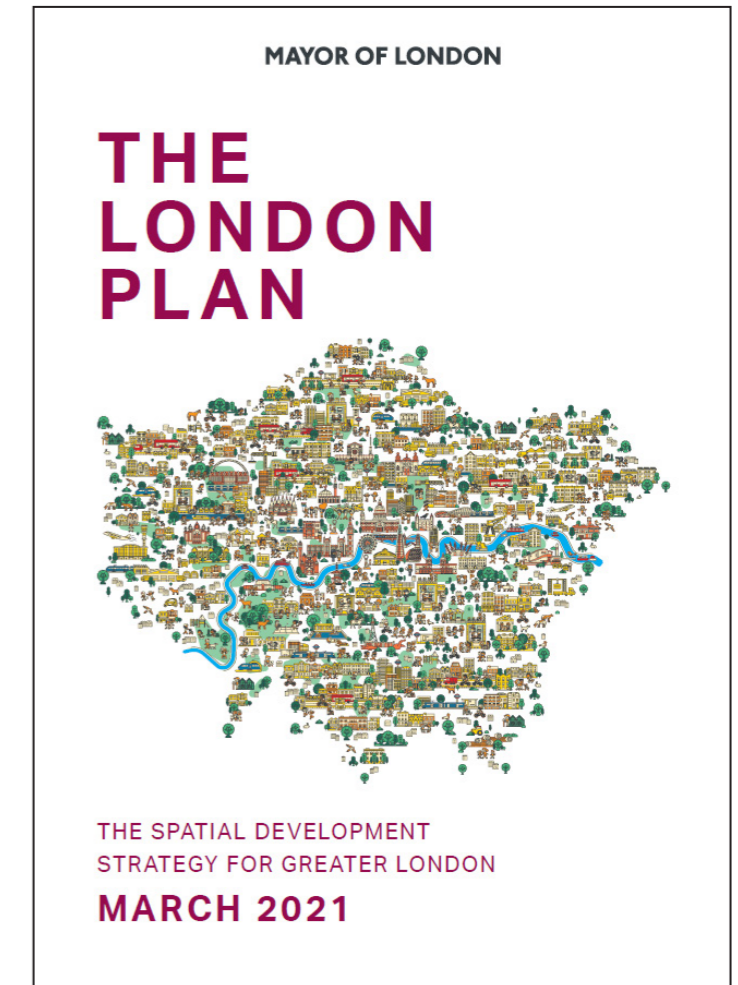 MAYOR OF LONDON
THE
LONDON
PLAN
THE SPATIAL DEVELOPMENT
STRATEGY FOR GREATER LONDON
MARCH 2021